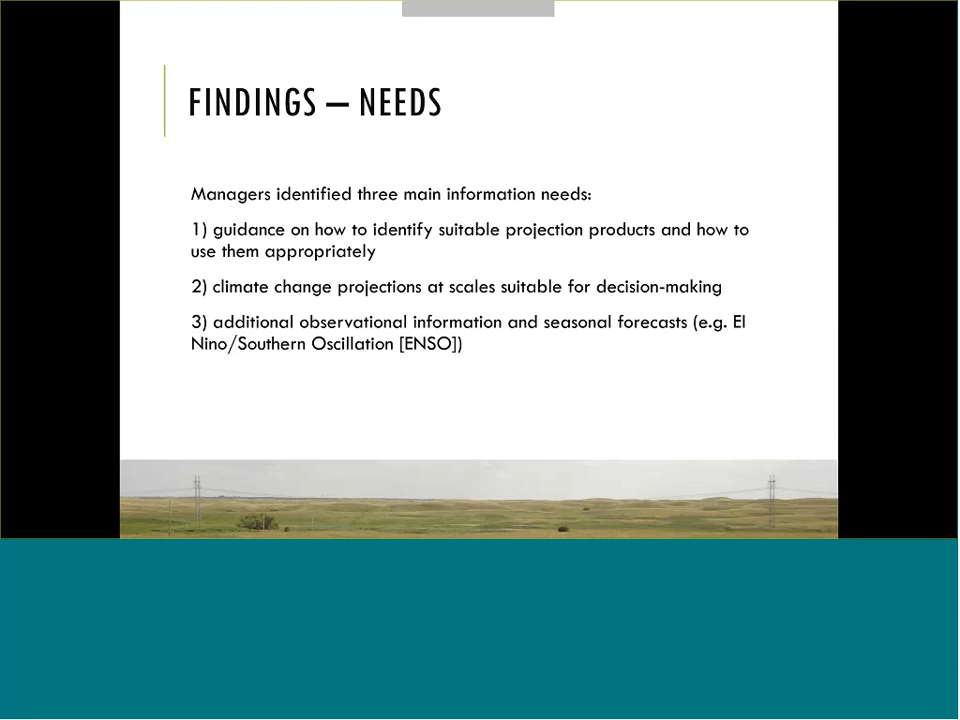 FINDINGS – NEEDS
Managers identified three main information needs:
1) guidance on how to identify suitable projection products and how to
use them appropriately
2) climate change projections at scales suitable for decision-making
3) additional observational information and seasonal forecasts (e.g. El
Nino/Southern Oscillation [ENSO])